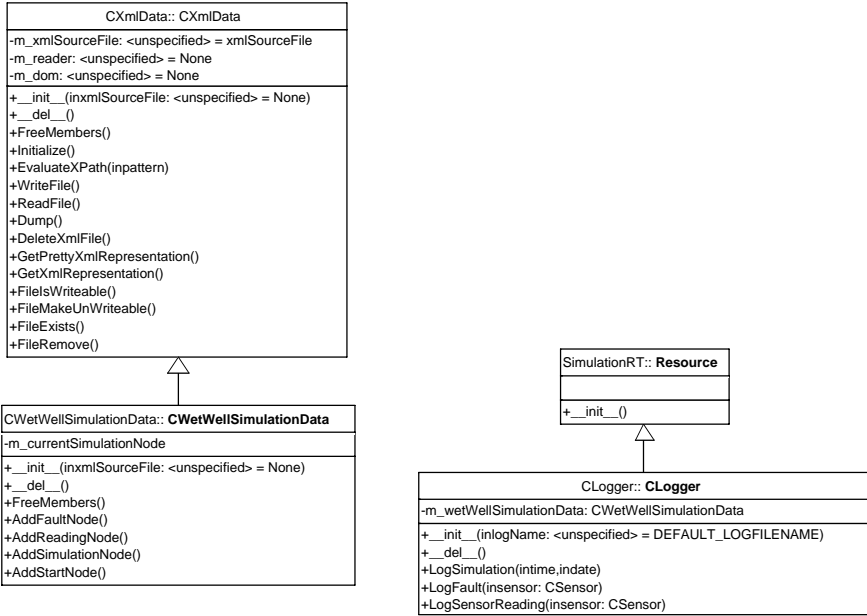 CXmlData:: CXmlData
-m_xmlSourceFile: <unspecified> = xmlSourceFile
-m_reader: <unspecified> = None
-m_dom: <unspecified> = None
+__init__(inxmlSourceFile: <unspecified> = None)
+__del__()
+FreeMembers()
+Initialize()
+EvaluateXPath(inpattern)
+WriteFile()
+ReadFile()
+Dump()
+DeleteXmlFile()
+GetPrettyXmlRepresentation()
+GetXmlRepresentation()
+FileIsWriteable()
+FileMakeUnWriteable()
+FileExists()
+FileRemove()
CWetWellSimulationData:: CWetWellSimulationData
-m_currentSimulationNode
+__init__(inxmlSourceFile: <unspecified> = None)
+__del__()
+FreeMembers()
+AddFaultNode()
+AddReadingNode()
+AddSimulationNode()
+AddStartNode()
SimulationRT:: Resource
+__init__()
CLogger:: CLogger
-m_wetWellSimulationData: CWetWellSimulationData
+__init__(inlogName: <unspecified> = DEFAULT_LOGFILENAME)
+__del__()
+LogSimulation(intime,indate)
+LogFault(insensor: CSensor)
+LogSensorReading(insensor: CSensor)